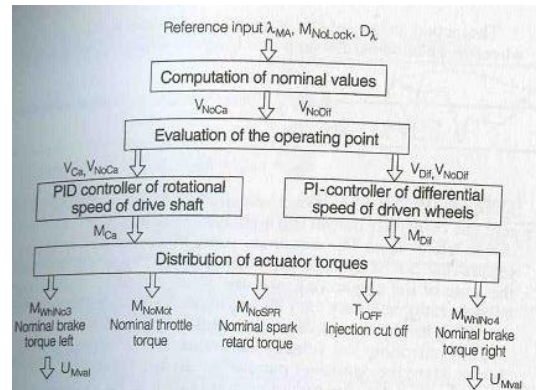 Reference input λMA, MNoLock, Dλ
Computation of nominal values
VNoCa VNoDif
Evaluation of the operating point
VCa, VNoCa VDif, VNoDif
PID controller of rotational
speed of drive shaft
PI-controller of differential
speed of driven wheels
MCa MDif
Distribution of actuator torques
MWhlNo3
Nominal brake
torque left
UMval
MNoMot
Nominal throttle
torque
MNoSPR
Nominal spark
retard torque
TiOFF
Injection cut off
MWhlNo4
Nominal brake
torque right
UMval